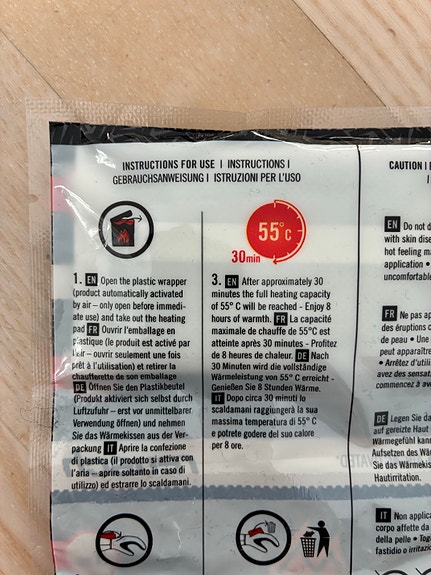 INSTRUCTIONS FOR USE | INSTRUCTIONS |
GEBRAUCHSANWEISUNG | ISTRUZIONI PER L'USO
1. EN Open the plastic wrapper
(product automatically activated
by air – only open before immedi-
ate use) and take out the heating
pad FR Ouvrir l'emballage en
plastique (le produit est activé par
l'air – ouvrir seulement une fois
prêt à l'utilisation) et retirer la
chaufferette de son emballage
DE Öffnen Sie den Plastikbeutel
(Produkt aktiviert sich selbst durch
Luftzufuhr – erst vor unmittelbarer
Verwendung öffnen) und nehmen
Sie das Wärmekissen aus der Ver-
packung IT Aprire la confezione
di plastica (il prodotto si attiva con
l'aria – aprire soltanto in caso di
utilizzo) ed estrarre lo scaldamani.
55°C
30min
3. EN After approximately 30
minutes the full heating capacity
of 55° C will be reached - Enjoy 8
hours of warmth. FR La capacité
maximale de chauffe de 55°C est
atteinte après 30 minutes - Profitez
de 8 heures de chaleur. DE Nach
30 Minuten wird die vollständige
Wärmeleistung von 55° C erreicht -
Genießen Sie 8 Stunden Wärme.
IT Dopo circa 30 minuti lo
scaldamani raggiungerà la sua
massima temperatura di 55° C
e potrete godere del suo calore
per 8 ore.
CAUTION |
EN Do not
with skin
hot feeling
application •
uncomfortable
FR Ne pas
des éruptions
de peau • Une
peut apparaître
• Arrêtez d'utili
avez des sensat
commencez à av
DE Legen Sie
auf gereizte Haut
Wärmegefühl kann
Aufsetzen des Wär
Sie das Wärmekis
Hautirritation.
IT Non applica
corpo affette da
della pelle •
fastidio o irritazio